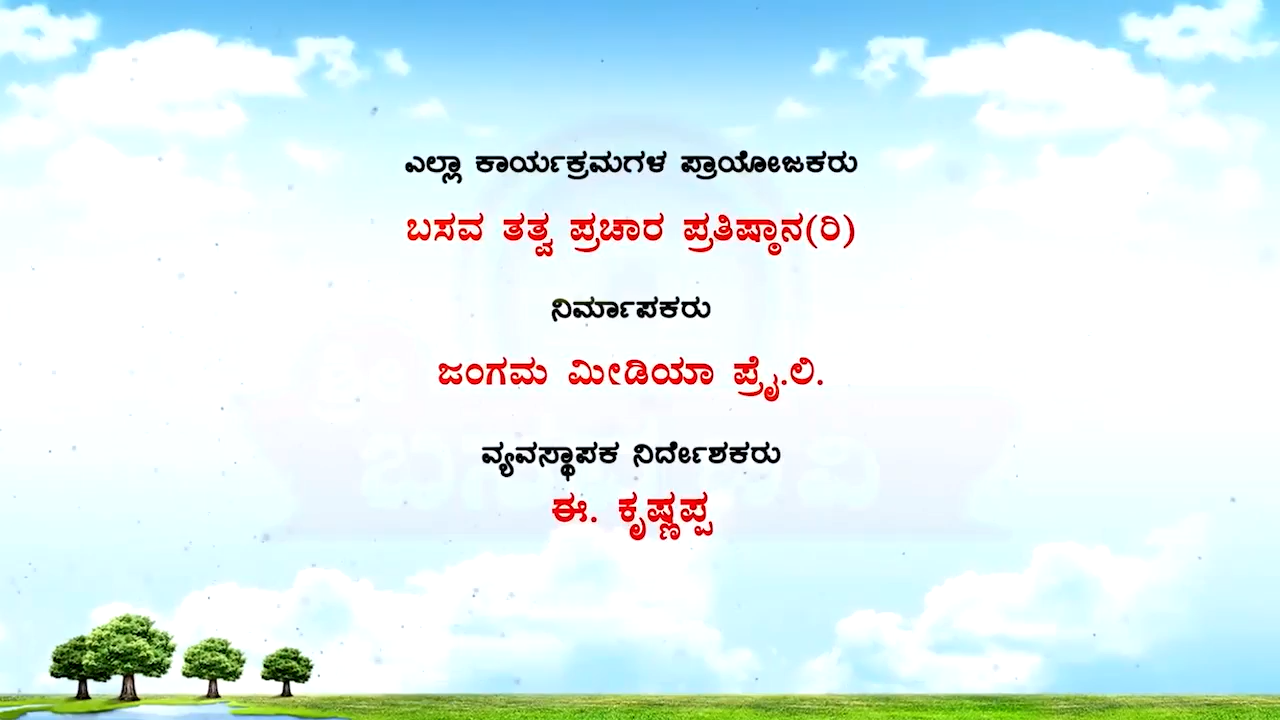 ಎಲ್ಲಾ ಕಾರ್ಯಕ್ರಮಗಳ ಪ್ರಾಯೋಜಕರು
ಬಸವ ತತ್ವ ಪ್ರಚಾರ ಪ್ರತಿಷ್ಠಾನ(ರಿ)
ನಿರ್ಮಾಪಕರು
ಜಂಗಮ ಮೀಡಿಯಾ ಪ್ರೈ.ಲಿ.
ವ್ಯವಸ್ಥಾಪಕ ನಿರ್ದೇಶಕರು
ಈ. ಕೃಷ್ಣಪ್ಪ